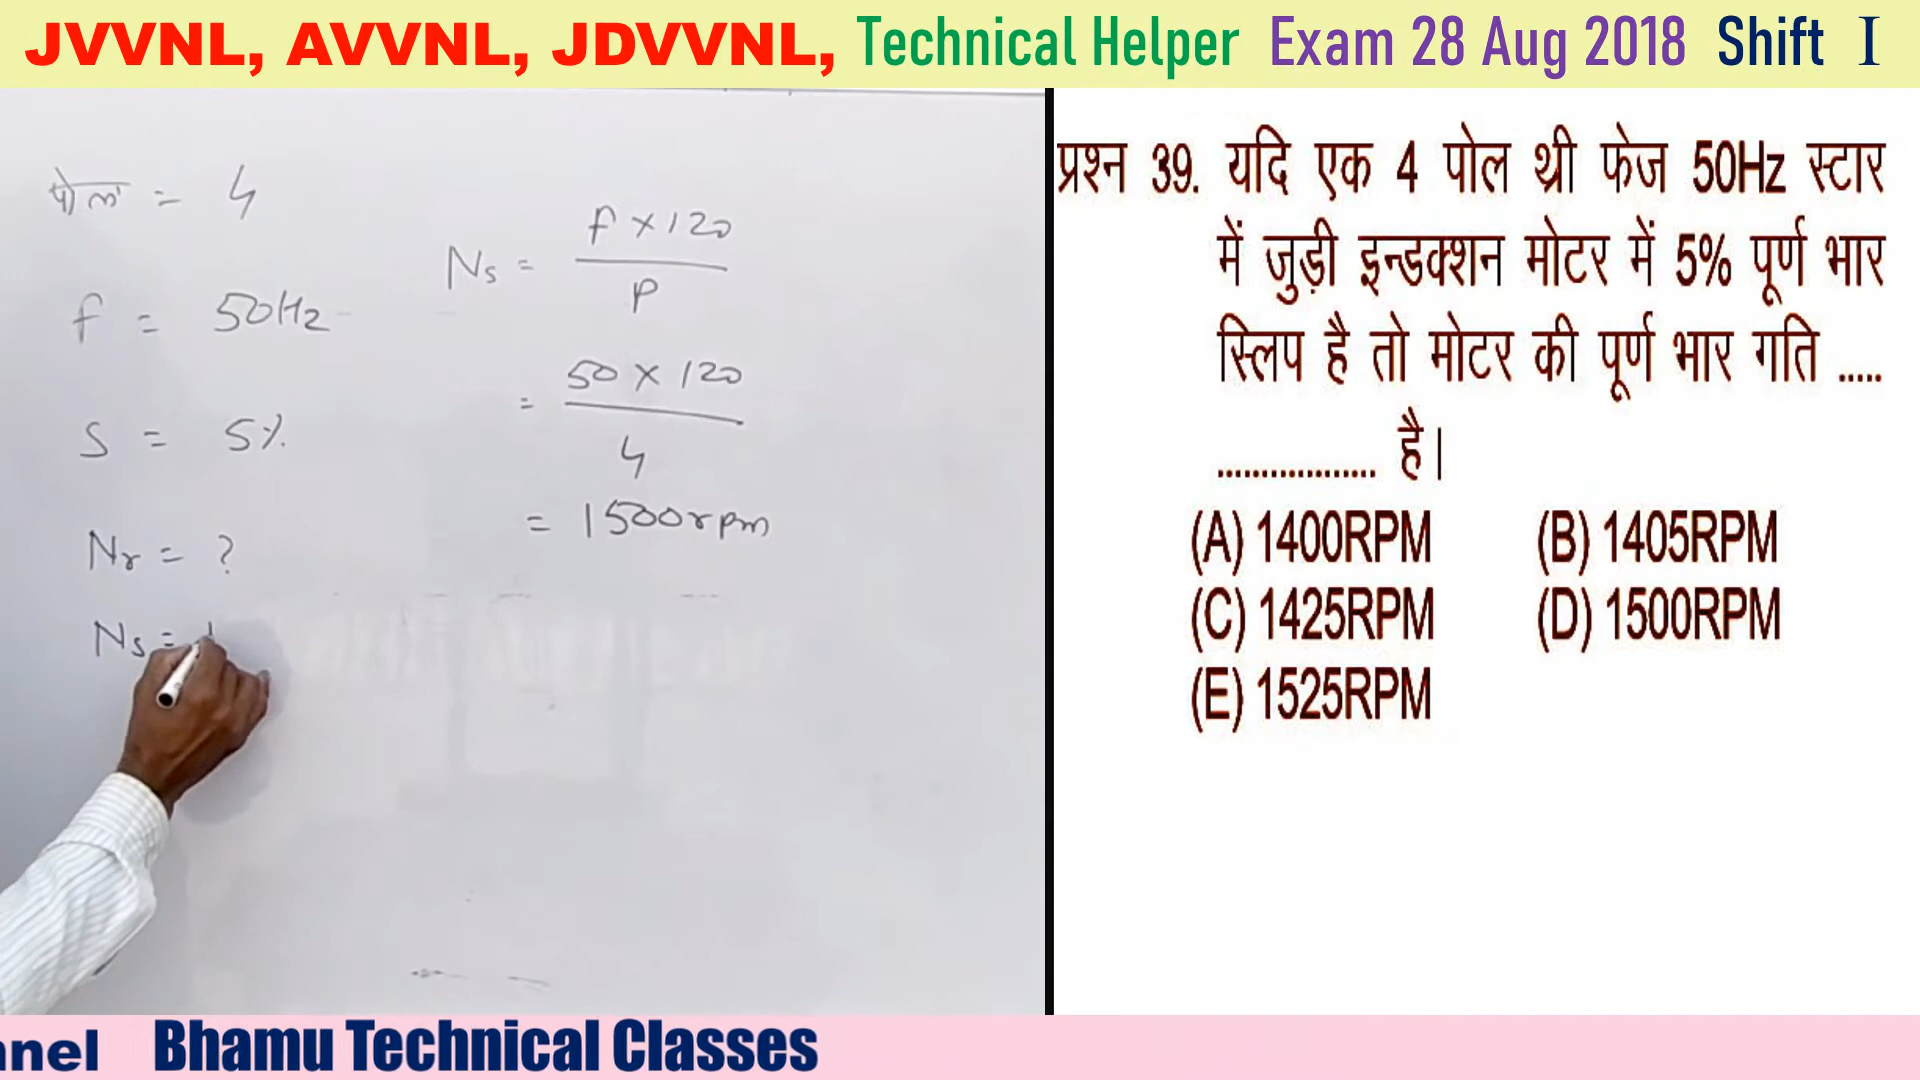 JVVNL, AVVNL, JDVVNL, Technical Helper Exam 28 Aug 2018 Shift I
पोल = 4
f = 50Hz
S = 5%
Nr = ?
Ns =
Ns = f × 120
P
= 50 × 120
4
= 1500rpm
प्रश्न 39. यदि एक 4 पोल थ्री फेज 50Hz स्टार
में जुड़ी इन्डक्शन मोटर में 5% पूर्ण भार
स्लिप है तो मोटर की पूर्ण भार गति .....
.................. है।
(A) 1400RPM (B) 1405RPM
(C) 1425RPM (D) 1500RPM
(E) 1525RPM
nel Bhamu Technical Classes